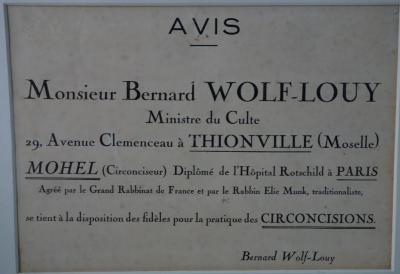 AVIS
Monsieur Bernard WOLF-LOUY
Ministre du Culte
29, Avenue Clemenceau à THIONVILLE (Moselle)
MOHEL (Circonciseur) Diplômé de l'Hôpital Rotschild à PARIS
Agréé par le Grand Rabbinat de France et par le Rabbin Elie Munk, traditionaliste,
se tient à la disposition des fidèles pour la pratique des CIRCONCISIONS.
Bernard Wolf-Louy